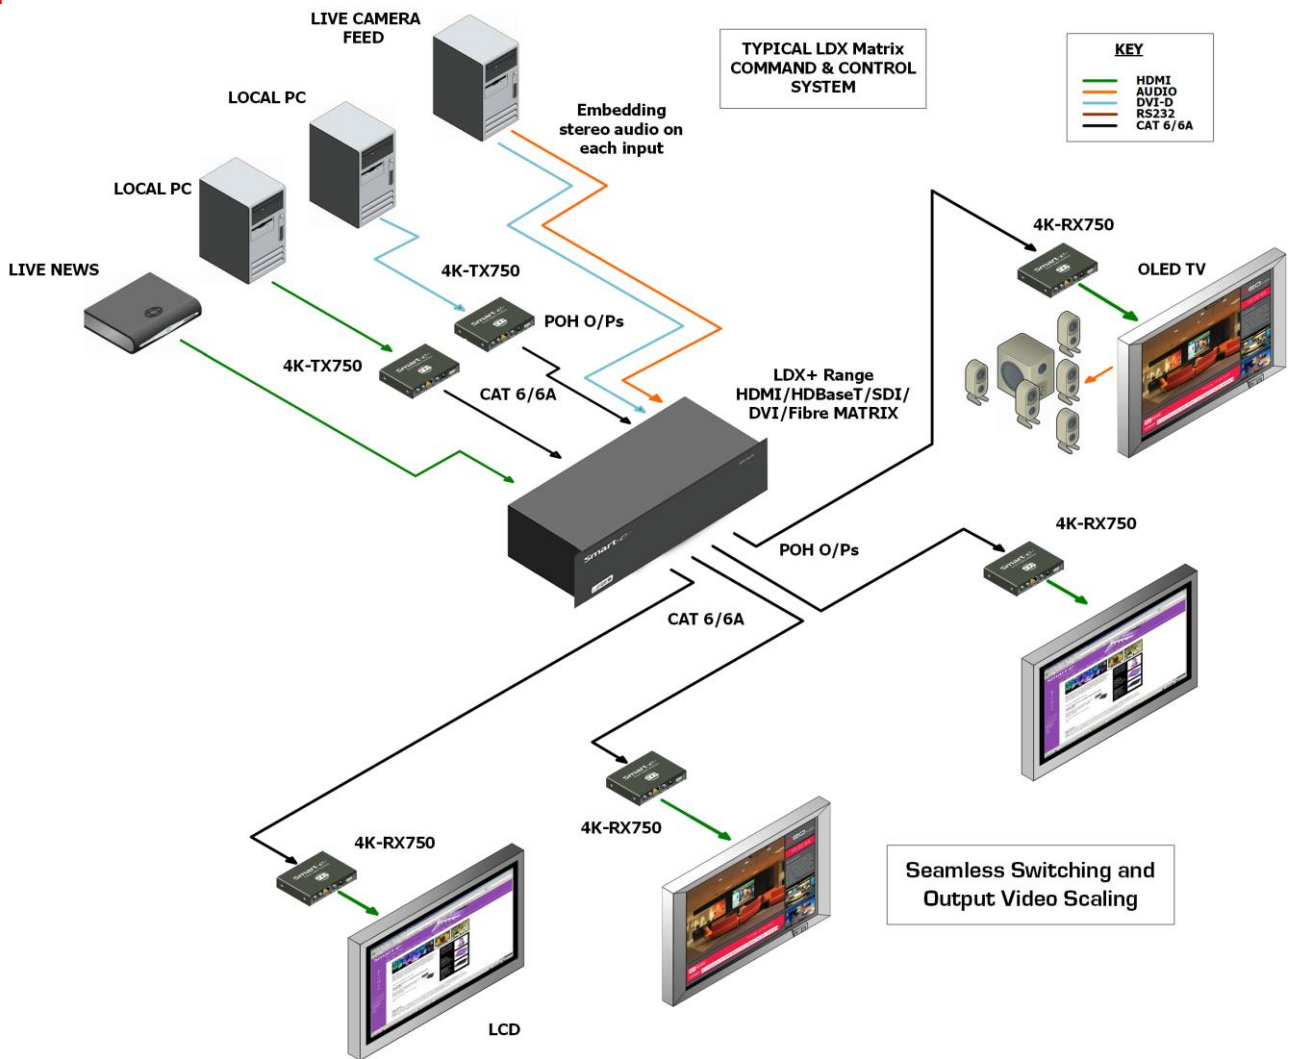 LIVE CAMERA
FEED
TYPICAL LDX Matrix
COMMAND & CONTROL
SYSTEM
KEY
HDMI
AUDIO
DVI-D
RS232
CAT 6/6A
LOCAL PC
Embedding
stereo audio on
each input
LOCAL PC
4K-RX750
LIVE NEWS
4K-TX750
OLED TV
POH O/Ps
4K-TX750
CAT 6/6A
LDX+ Range
HDMI/HDBaseT/SDI/
DVI/Fibre MATRIX
smart-e
4K-RX750
POH O/Ps
CAT 6/6A
4K-RX750
4K-RX750
Seamless Switching and
Output Video Scaling
LCD